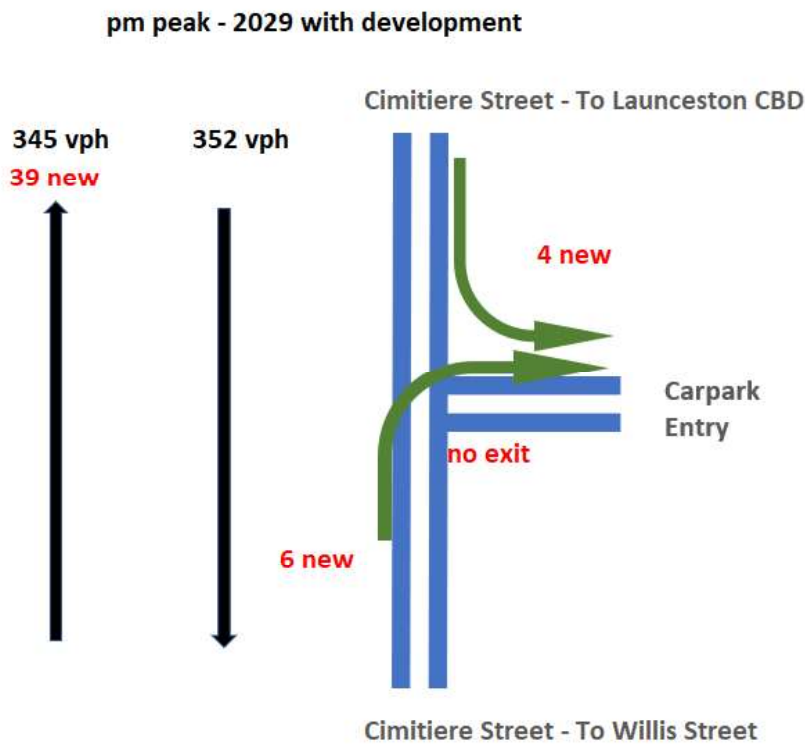 pm peak - 2029 with development
Cimitiere Street - To Launceston CBD
345 vph
352 vph
39 new
4 new
Carpark
Entry
no exit
6 new
Cimitiere Street - To Willis Street